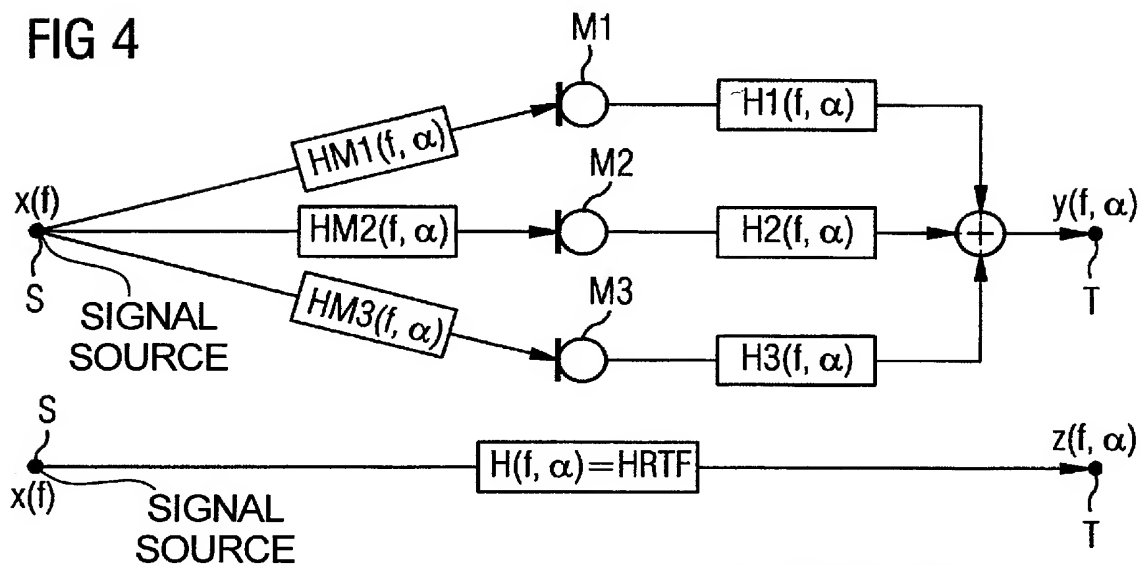 FIG 4
M1
HM1(f, α)
H1(f, α)
x(f)
S
SIGNAL
SOURCE
HM2(f, α)
M2
H2(f, α)
+
y(f, α)
T
HM3(f, α)
M3
H3(f, α)
S
x(f)
SIGNAL
SOURCE
H(f, α)=HRTF
z(f, α)
T